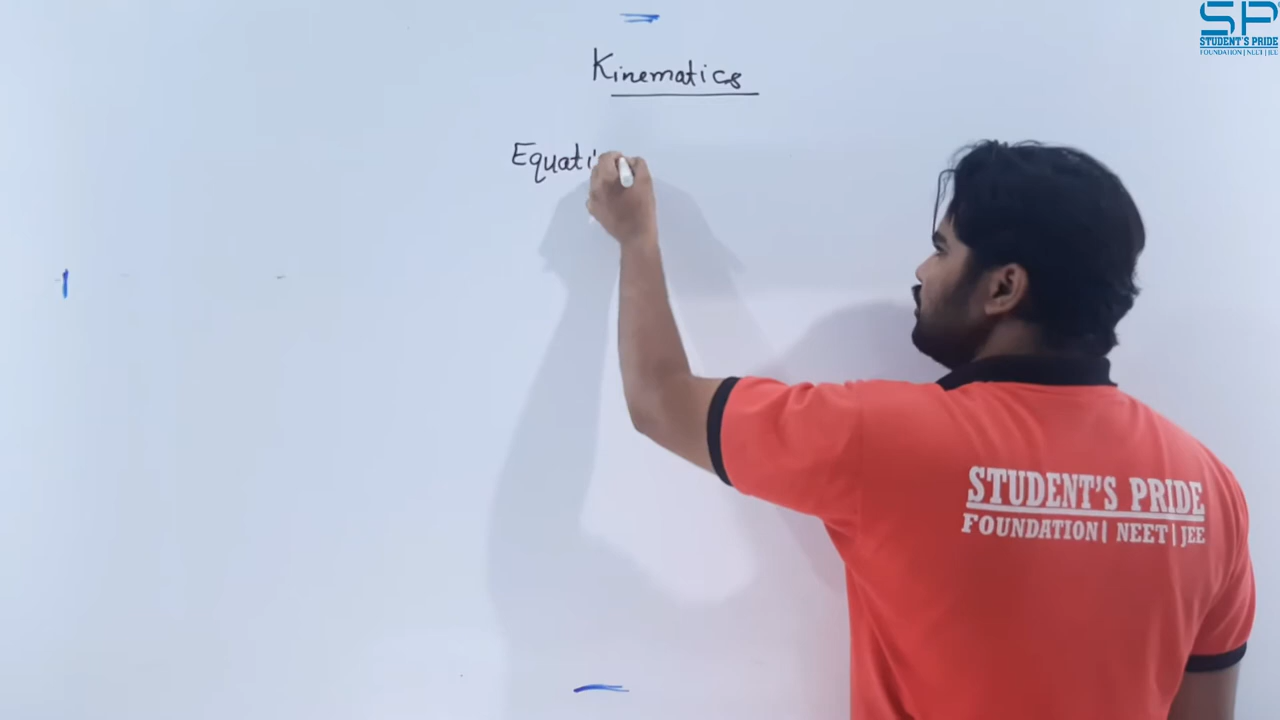 SP
STUDENT'S PRIDE
FOUNDATION | NEET | JEE
Kinematics
Equati
STUDENT'S PRIDE
FOUNDATION | NEET | JEE